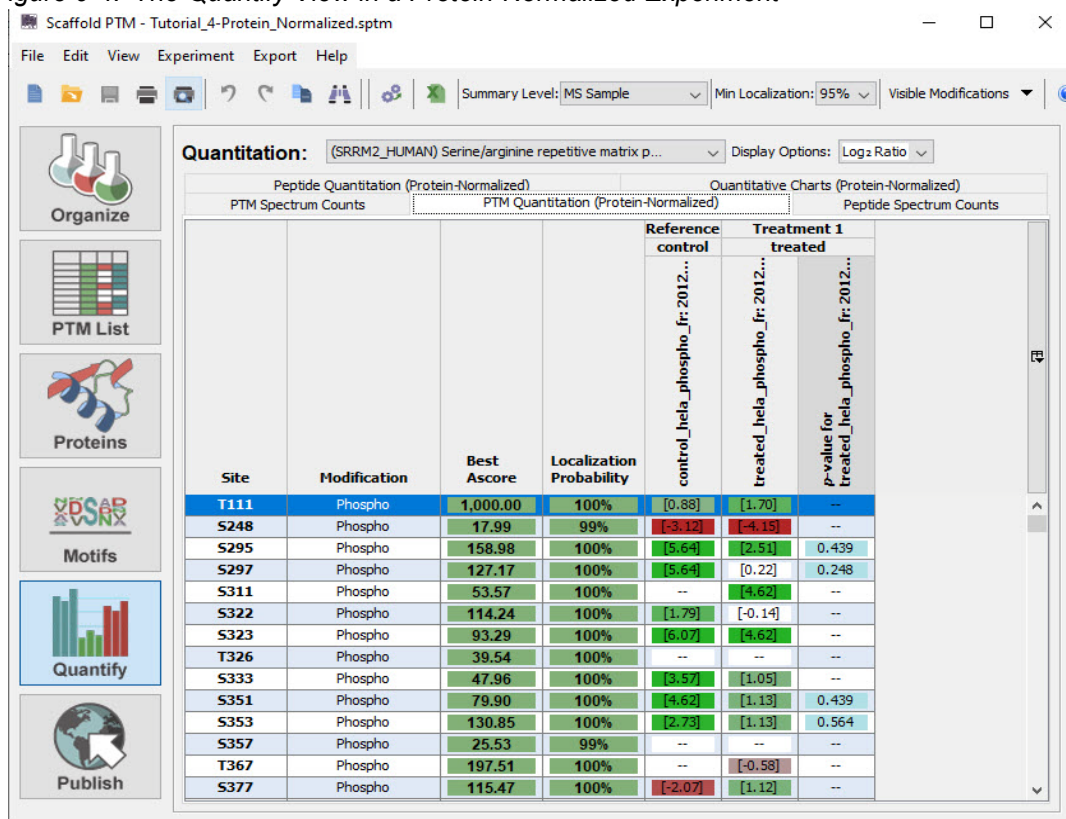 Figure 6-4: The Quantify View in a Protein-Normalized Experiment
Scaffold PTM - Tutorial_4-Protein_Normalized.sptm
File Edit View Experiment Export Help
Summary Level: MS Sample Min Localization: 95% Visible Modifications
Quantitation: (SRRM2_HUMAN) Serine/arginine repetitive matrix p... Display Options: Log2 Ratio
Peptide Quantitation (Protein-Normalized) Quantitative Charts (Protein-Normalized)
PTM Spectrum Counts PTM Quantitation (Protein-Normalized) Peptide Spectrum Counts
Organize
PTM List
Proteins
Motifs
Quantify
Publish
Reference Treatment 1
control treated
Site Modification Best Ascore Localization Probability control_hela_phospho_fr: 2012... treated_hela_phospho_fr: 2012... p-value for treated_hela_phospho_fr: 2012...
T111 Phospho 1,000.00 100% [0.88] [1.70] --
S248 Phospho 17.99 99% [-3.12] [-4.15] --
S295 Phospho 158.98 100% [5.64] [2.51] 0.439
S297 Phospho 127.17 100% [5.64] [0.22] 0.248
S311 Phospho 53.57 100% -- [4.62] --
S322 Phospho 114.24 100% [1.79] [-0.14] --
S323 Phospho 93.29 100% [6.07] [4.62] --
T326 Phospho 39.54 100% -- -- --
S333 Phospho 47.96 100% [3.57] [1.05] --
S351 Phospho 79.90 100% [4.62] [1.13] 0.439
S353 Phospho 130.85 100% [2.73] [1.13] 0.564
S357 Phospho 25.53 99% -- -- --
T367 Phospho 197.51 100% -- [-0.58] --
S377 Phospho 115.47 100% [-2.07] [1.12] --